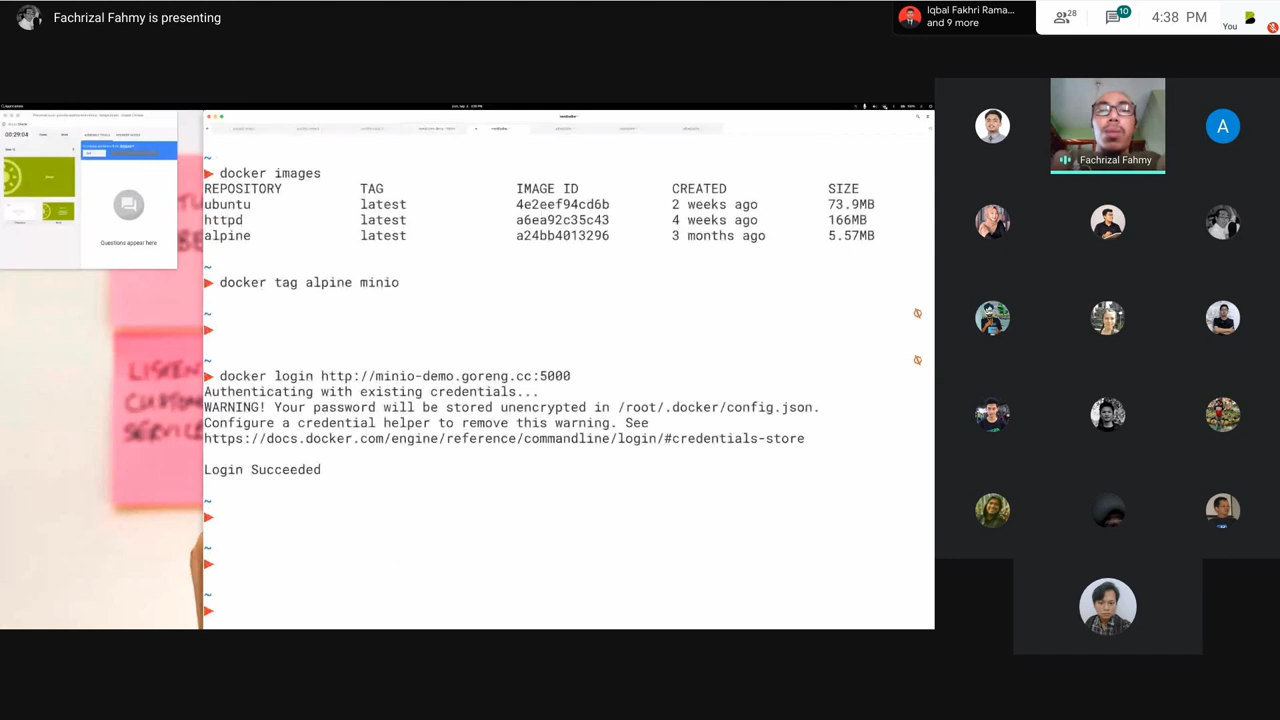 Fachrizal Fahmy is presenting
Iqbal Fakhri Rama...
and 9 more
28
10
4:38 PM
You
00:29:04
Questions appear here
docker images
REPOSITORY TAG IMAGE ID CREATED SIZE
ubuntu latest 4e2eef94cd6b 2 weeks ago 73.9MB
httpd latest a6ea92c35c43 4 weeks ago 166MB
alpine latest a24bb4013296 3 months ago 5.57MB
~
docker tag alpine minio
~
~
docker login http://minio-demo.goreng.cc:5000
Authenticating with existing credentials...
WARNING! Your password will be stored unencrypted in /root/.docker/config.json.
Configure a credential helper to remove this warning. See
https://docs.docker.com/engine/reference/commandline/login/#credentials-store
Login Succeeded
~
~
~
LISTEN
CUSTOM
SERVICE
Fachrizal Fahmy
A